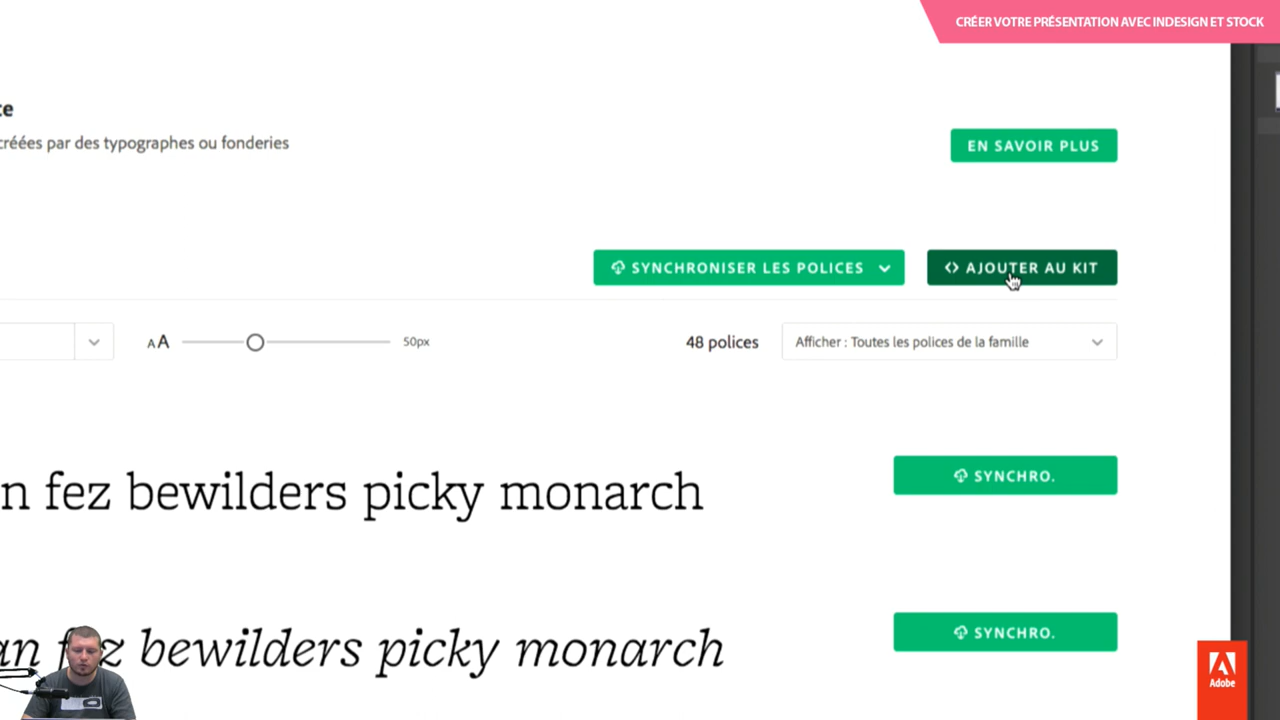 CRÉER VOTRE PRÉSENTATION AVEC INDESIGN ET STOCK
créées par des typographes ou fonderies
EN SAVOIR PLUS
SYNCHRONISER LES POLICES
<> AJOUTER AU KIT
AA
50px
48 polices
Afficher : Toutes les polices de la famille
fez bewilders picky monarch
SYNCHRO.
bewilders picky monarch
SYNCHRO.
Adobe